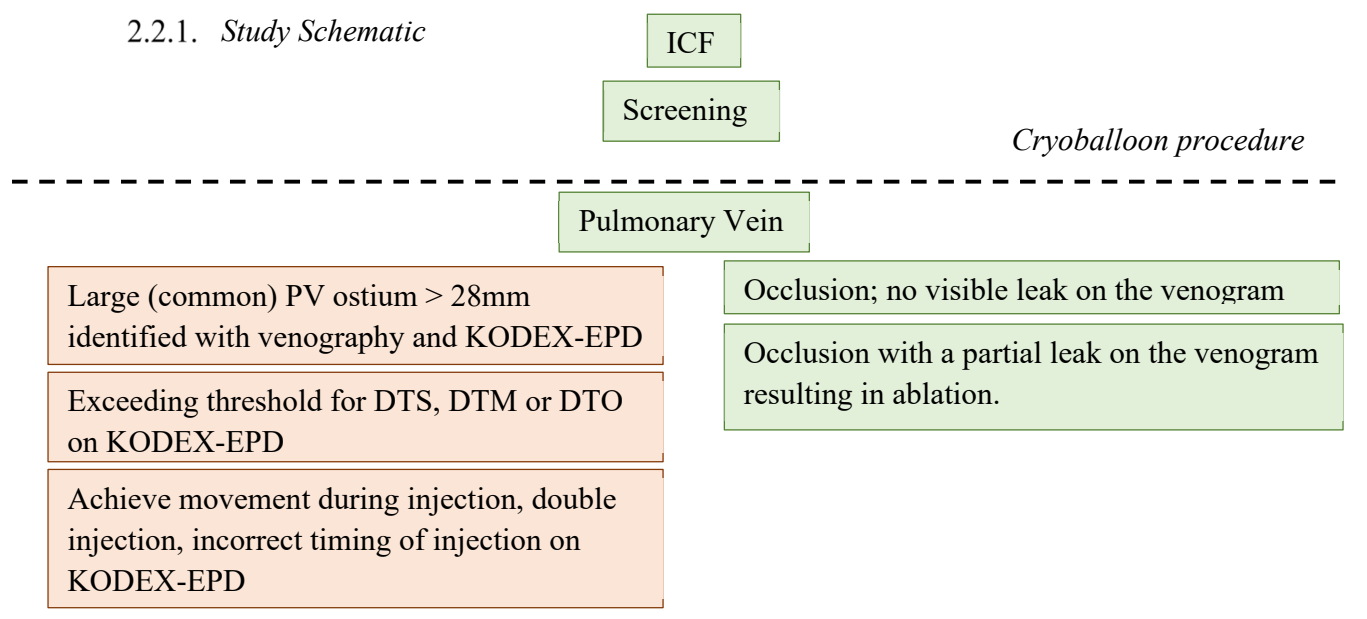 2.2.1. Study Schematic
ICF
Screening
Cryoballoon procedure
Pulmonary Vein
Large (common) PV ostium > 28mm
identified with venography and KODEX-EPD
Exceeding threshold for DTS, DTM or DTO
on KODEX-EPD
Achieve movement during injection, double
injection, incorrect timing of injection on
KODEX-EPD
Occlusion; no visible leak on the venogram
Occlusion with a partial leak on the venogram
resulting in ablation.